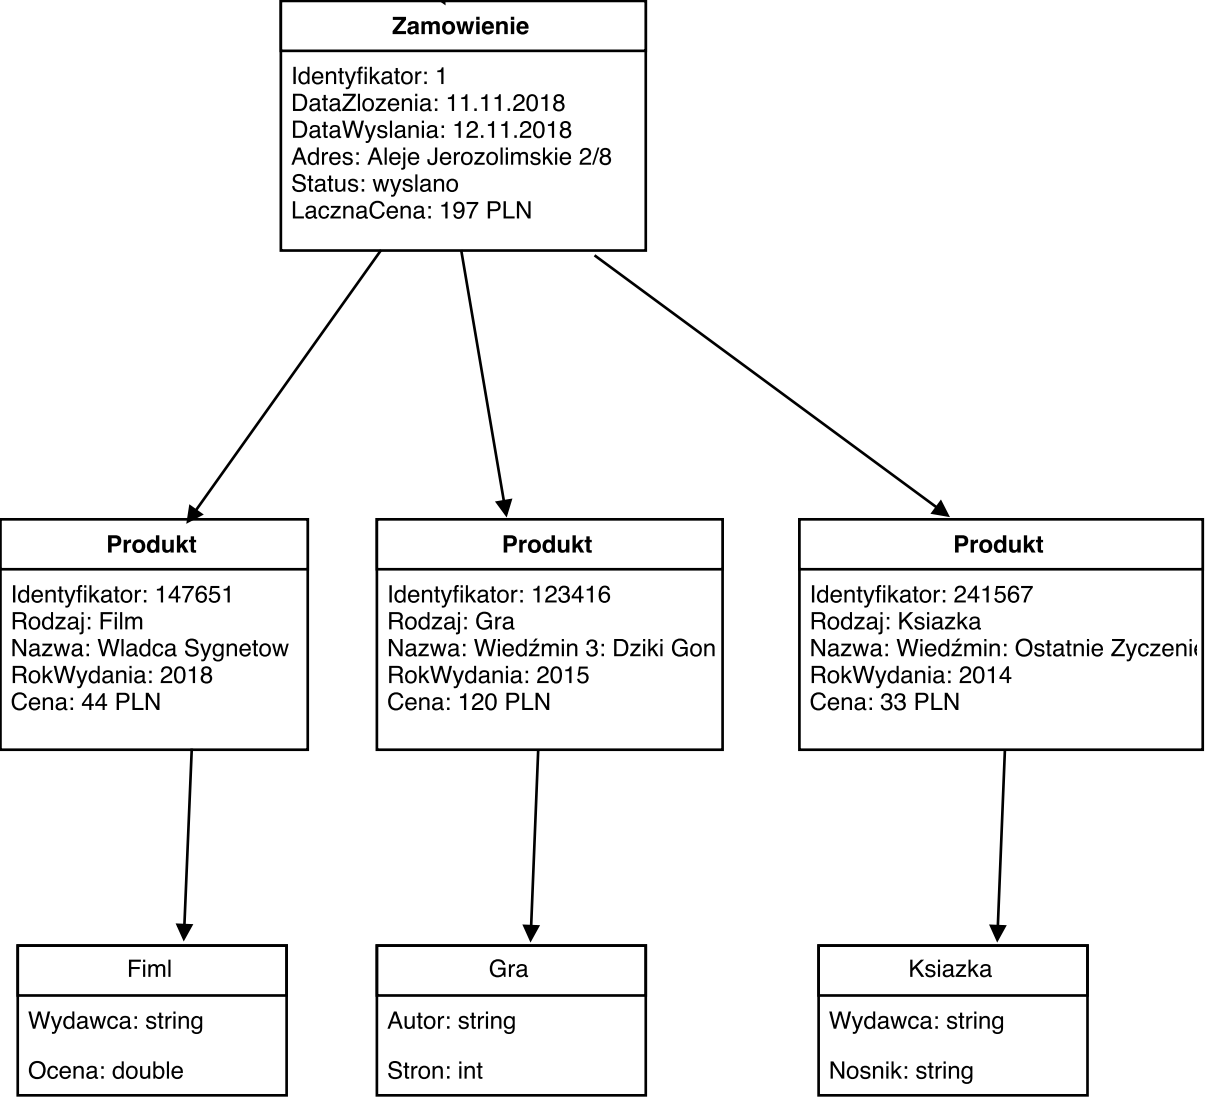 Zamowienie
Identyfikator: 1
DataZlozenia: 11.11.2018
DataWyslania: 12.11.2018
Adres: Aleje Jerozolimskie 2/8
Status: wyslano
LacznaCena: 197 PLN
Produkt
Identyfikator: 147651
Rodzaj: Film
Nazwa: Wladca Sygnetow
RokWydania: 2018
Cena: 44 PLN
Produkt
Identyfikator: 123416
Rodzaj: Gra
Nazwa: Wiedźmin 3: Dziki Gon
RokWydania: 2015
Cena: 120 PLN
Produkt
Identyfikator: 241567
Rodzaj: Ksiazka
Nazwa: Wiedźmin: Ostatnie Zyczenie
RokWydania: 2014
Cena: 33 PLN
Fiml
Wydawca: string
Ocena: double
Gra
Autor: string
Stron: int
Ksiazka
Wydawca: string
Nosnik: string